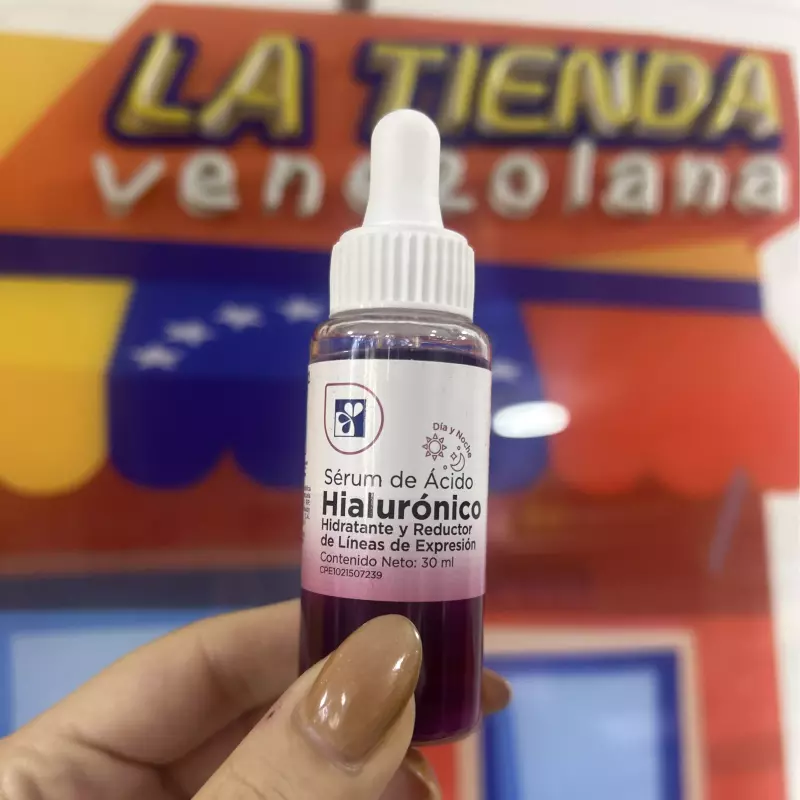 LA TIENDA
venezolana
Día y Noche
Sérum de Ácido
Hialurónico
Hidratante y Reductor
de Líneas de Expresión
Contenido Neto: 30 ml
CPE1021507239